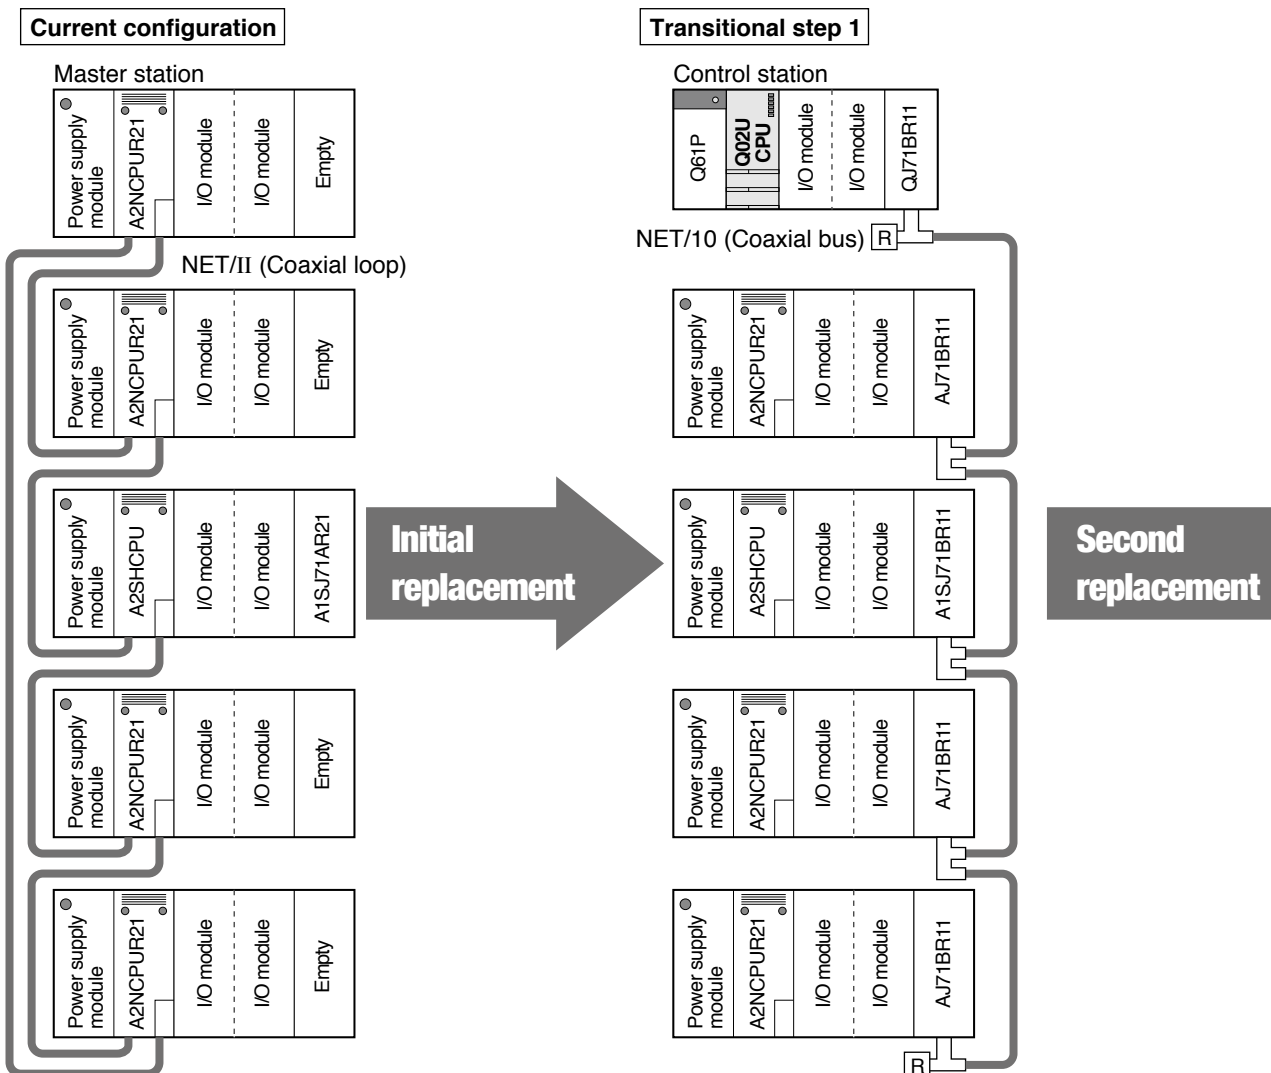 Current configuration
Master station
Power supply
module
A2NCPUR21
I/O module
I/O module
Empty
NET/II (Coaxial loop)
Power supply
module
A2NCPUR21
I/O module
I/O module
Empty
Power supply
module
A2SHCPU
I/O module
I/O module
A1SJ71AR21
Power supply
module
A2NCPUR21
I/O module
I/O module
Empty
Power supply
module
A2NCPUR21
I/O module
I/O module
Empty
Initial
replacement
Transitional step 1
Control station
Q61P
Q02U
CPU
I/O module
I/O module
QJ71BR11
NET/10 (Coaxial bus)
R
Power supply
module
A2NCPUR21
I/O module
I/O module
AJ71BR11
Power supply
module
A2SHCPU
I/O module
I/O module
A1SJ71BR11
Power supply
module
A2NCPUR21
I/O module
I/O module
AJ71BR11
Power supply
module
A2NCPUR21
I/O module
I/O module
AJ71BR11
R
Second
replacement